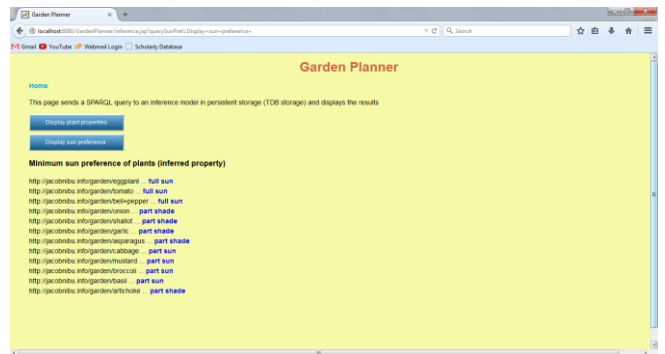 Garden Planner
localhost:8080/GardenPlanner/inference.jsp?querySunPref=Display+sun+preference+
Search
Gmail YouTube Webmail Login Scholarly Database
Garden Planner
Home
This page sends a SPARQL query to an inference model in persistent storage (TDB storage) and displays the results
Display plant properties
Display sun preference
Minimum sun preference of plants (inferred property)
http://jacobnibu.info/garden/eggplant ... full sun
http://jacobnibu.info/garden/tomato ... full sun
http://jacobnibu.info/garden/bell+pepper ... full sun
http://jacobnibu.info/garden/onion ... part shade
http://jacobnibu.info/garden/shallot ... part shade
http://jacobnibu.info/garden/garlic ... part shade
http://jacobnibu.info/garden/asparagus ... part shade
http://jacobnibu.info/garden/cabbage ... part sun
http://jacobnibu.info/garden/mustard ... part sun
http://jacobnibu.info/garden/broccoli ... part sun
http://jacobnibu.info/garden/basil ... part sun
http://jacobnibu.info/garden/artichoke ... part shade